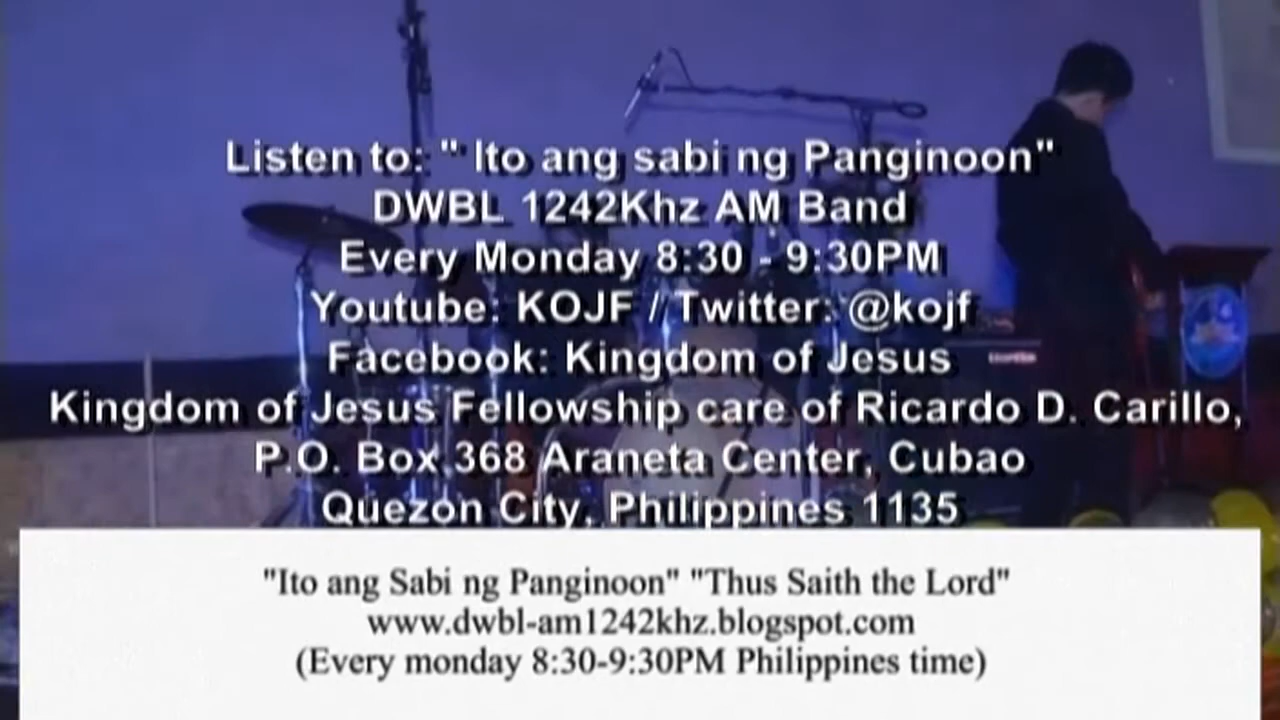 Listen to: " Ito ang sabi ng Panginoon"
DWBL 1242Khz AM Band
Every Monday 8:30 - 9:30PM
Youtube: KOJF / Twitter: @kojf
Facebook: Kingdom of Jesus
Kingdom of Jesus Fellowship care of Ricardo D. Carillo,
P.O. Box 368 Araneta Center, Cubao
Quezon City, Philippines 1135
"Ito ang Sabi ng Panginoon" "Thus Saith the Lord"
www.dwbl-am1242khz.blogspot.com
(Every monday 8:30-9:30PM Philippines time)